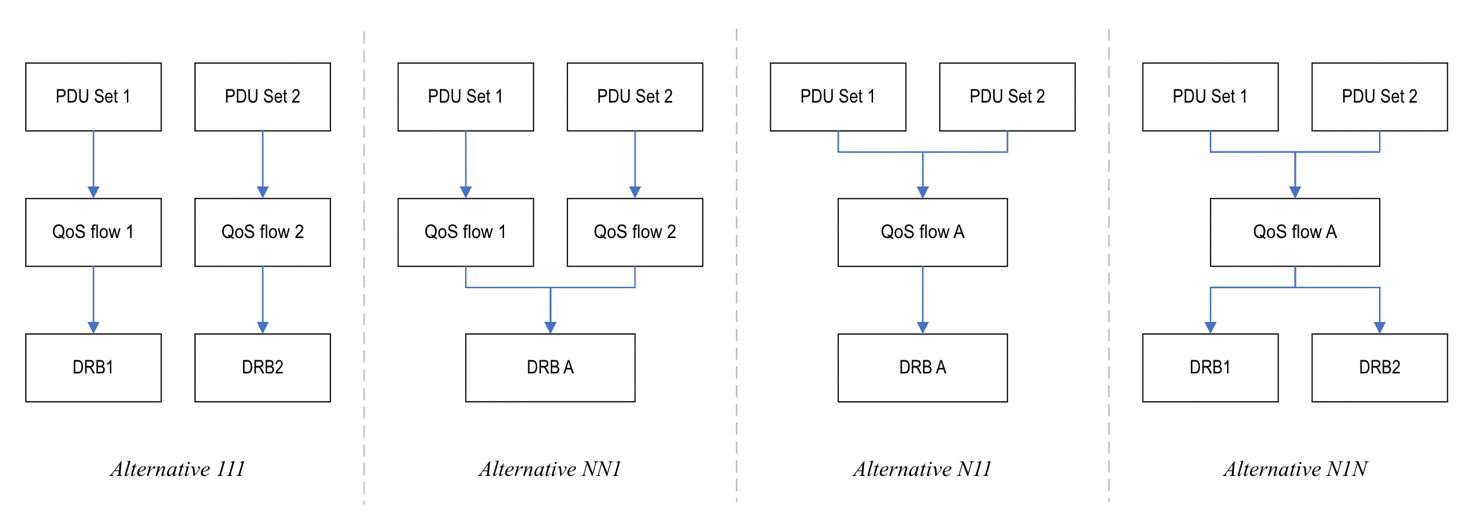 PDU Set 1
PDU Set 2
QoS flow 1
QoS flow 2
DRB1
DRB2
Alternative 111
PDU Set 1
PDU Set 2
QoS flow 1
QoS flow 2
DRB A
Alternative NN1
PDU Set 1
PDU Set 2
QoS flow A
DRB A
Alternative N11
PDU Set 1
PDU Set 2
QoS flow A
DRB1
DRB2
Alternative N1N